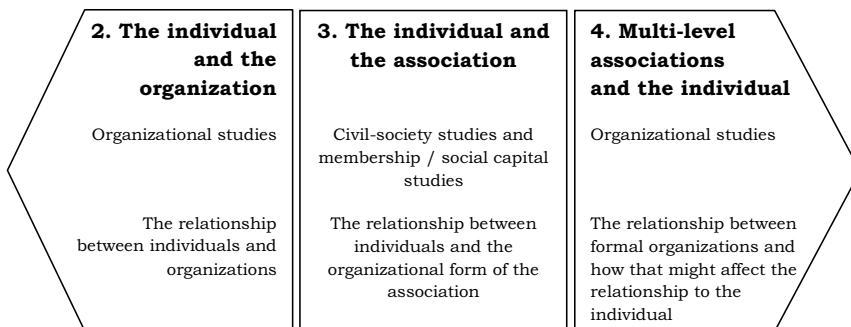 2. The individual
and the
organization
Organizational studies
The relationship
between individuals and
organizations
3. The individual and
the association
Civil-society studies and
membership / social capital
studies
The relationship between
individuals and the
organizational form of the
association
4. Multi-level
associations
and the individual
Organizational studies
The relationship between
formal organizations and
how that might affect the
relationship to the
individual